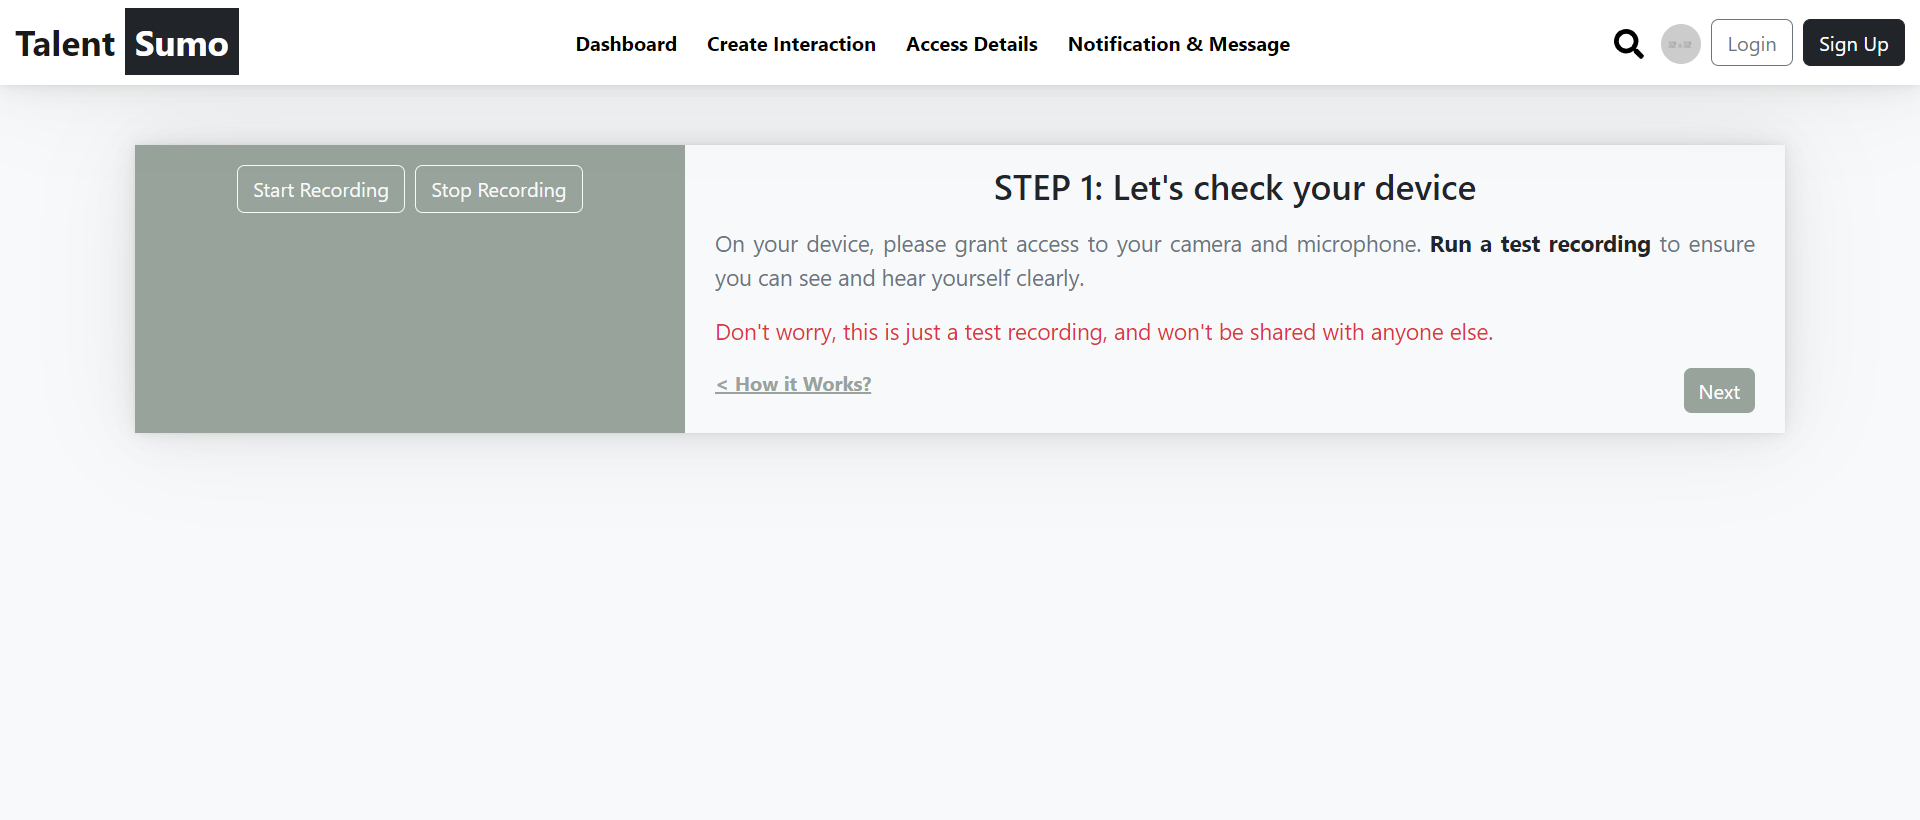 Talent Sumo
Dashboard
Create Interaction
Access Details
Notification & Message
Login
Sign Up
Start Recording
Stop Recording
STEP 1: Let's check your device
On your device, please grant access to your camera and microphone. Run a test recording to ensure
you can see and hear yourself clearly.
Don't worry, this is just a test recording, and won't be shared with anyone else.
< How it Works?
Next